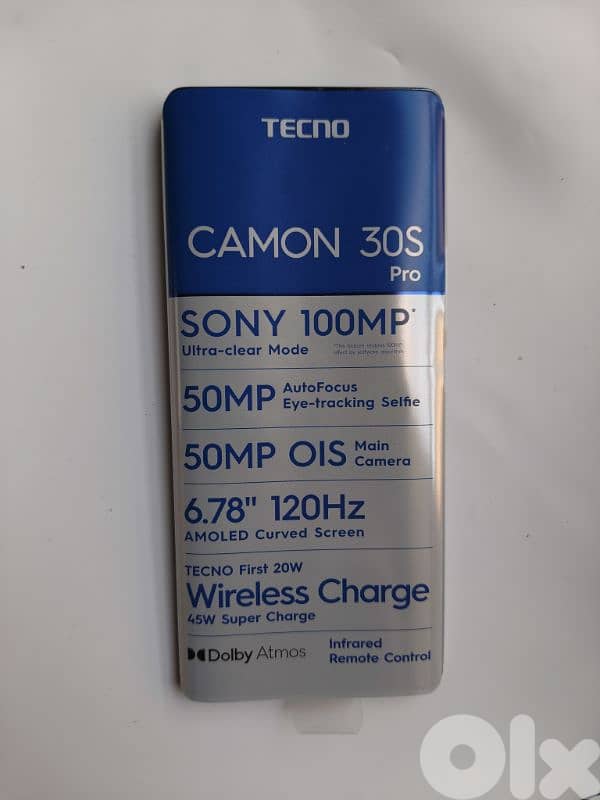 TECNO
CAMON 30S
Pro
SONY 100MP*
Ultra-clear Mode
50MP AutoFocus
Eye-tracking Selfie
50MP OIS Main
Camera
6.78" 120Hz
AMOLED Curved Screen
TECNO First 20W
Wireless Charge
45W Super Charge
Dolby Atmos
Infrared
Remote Control
Olx